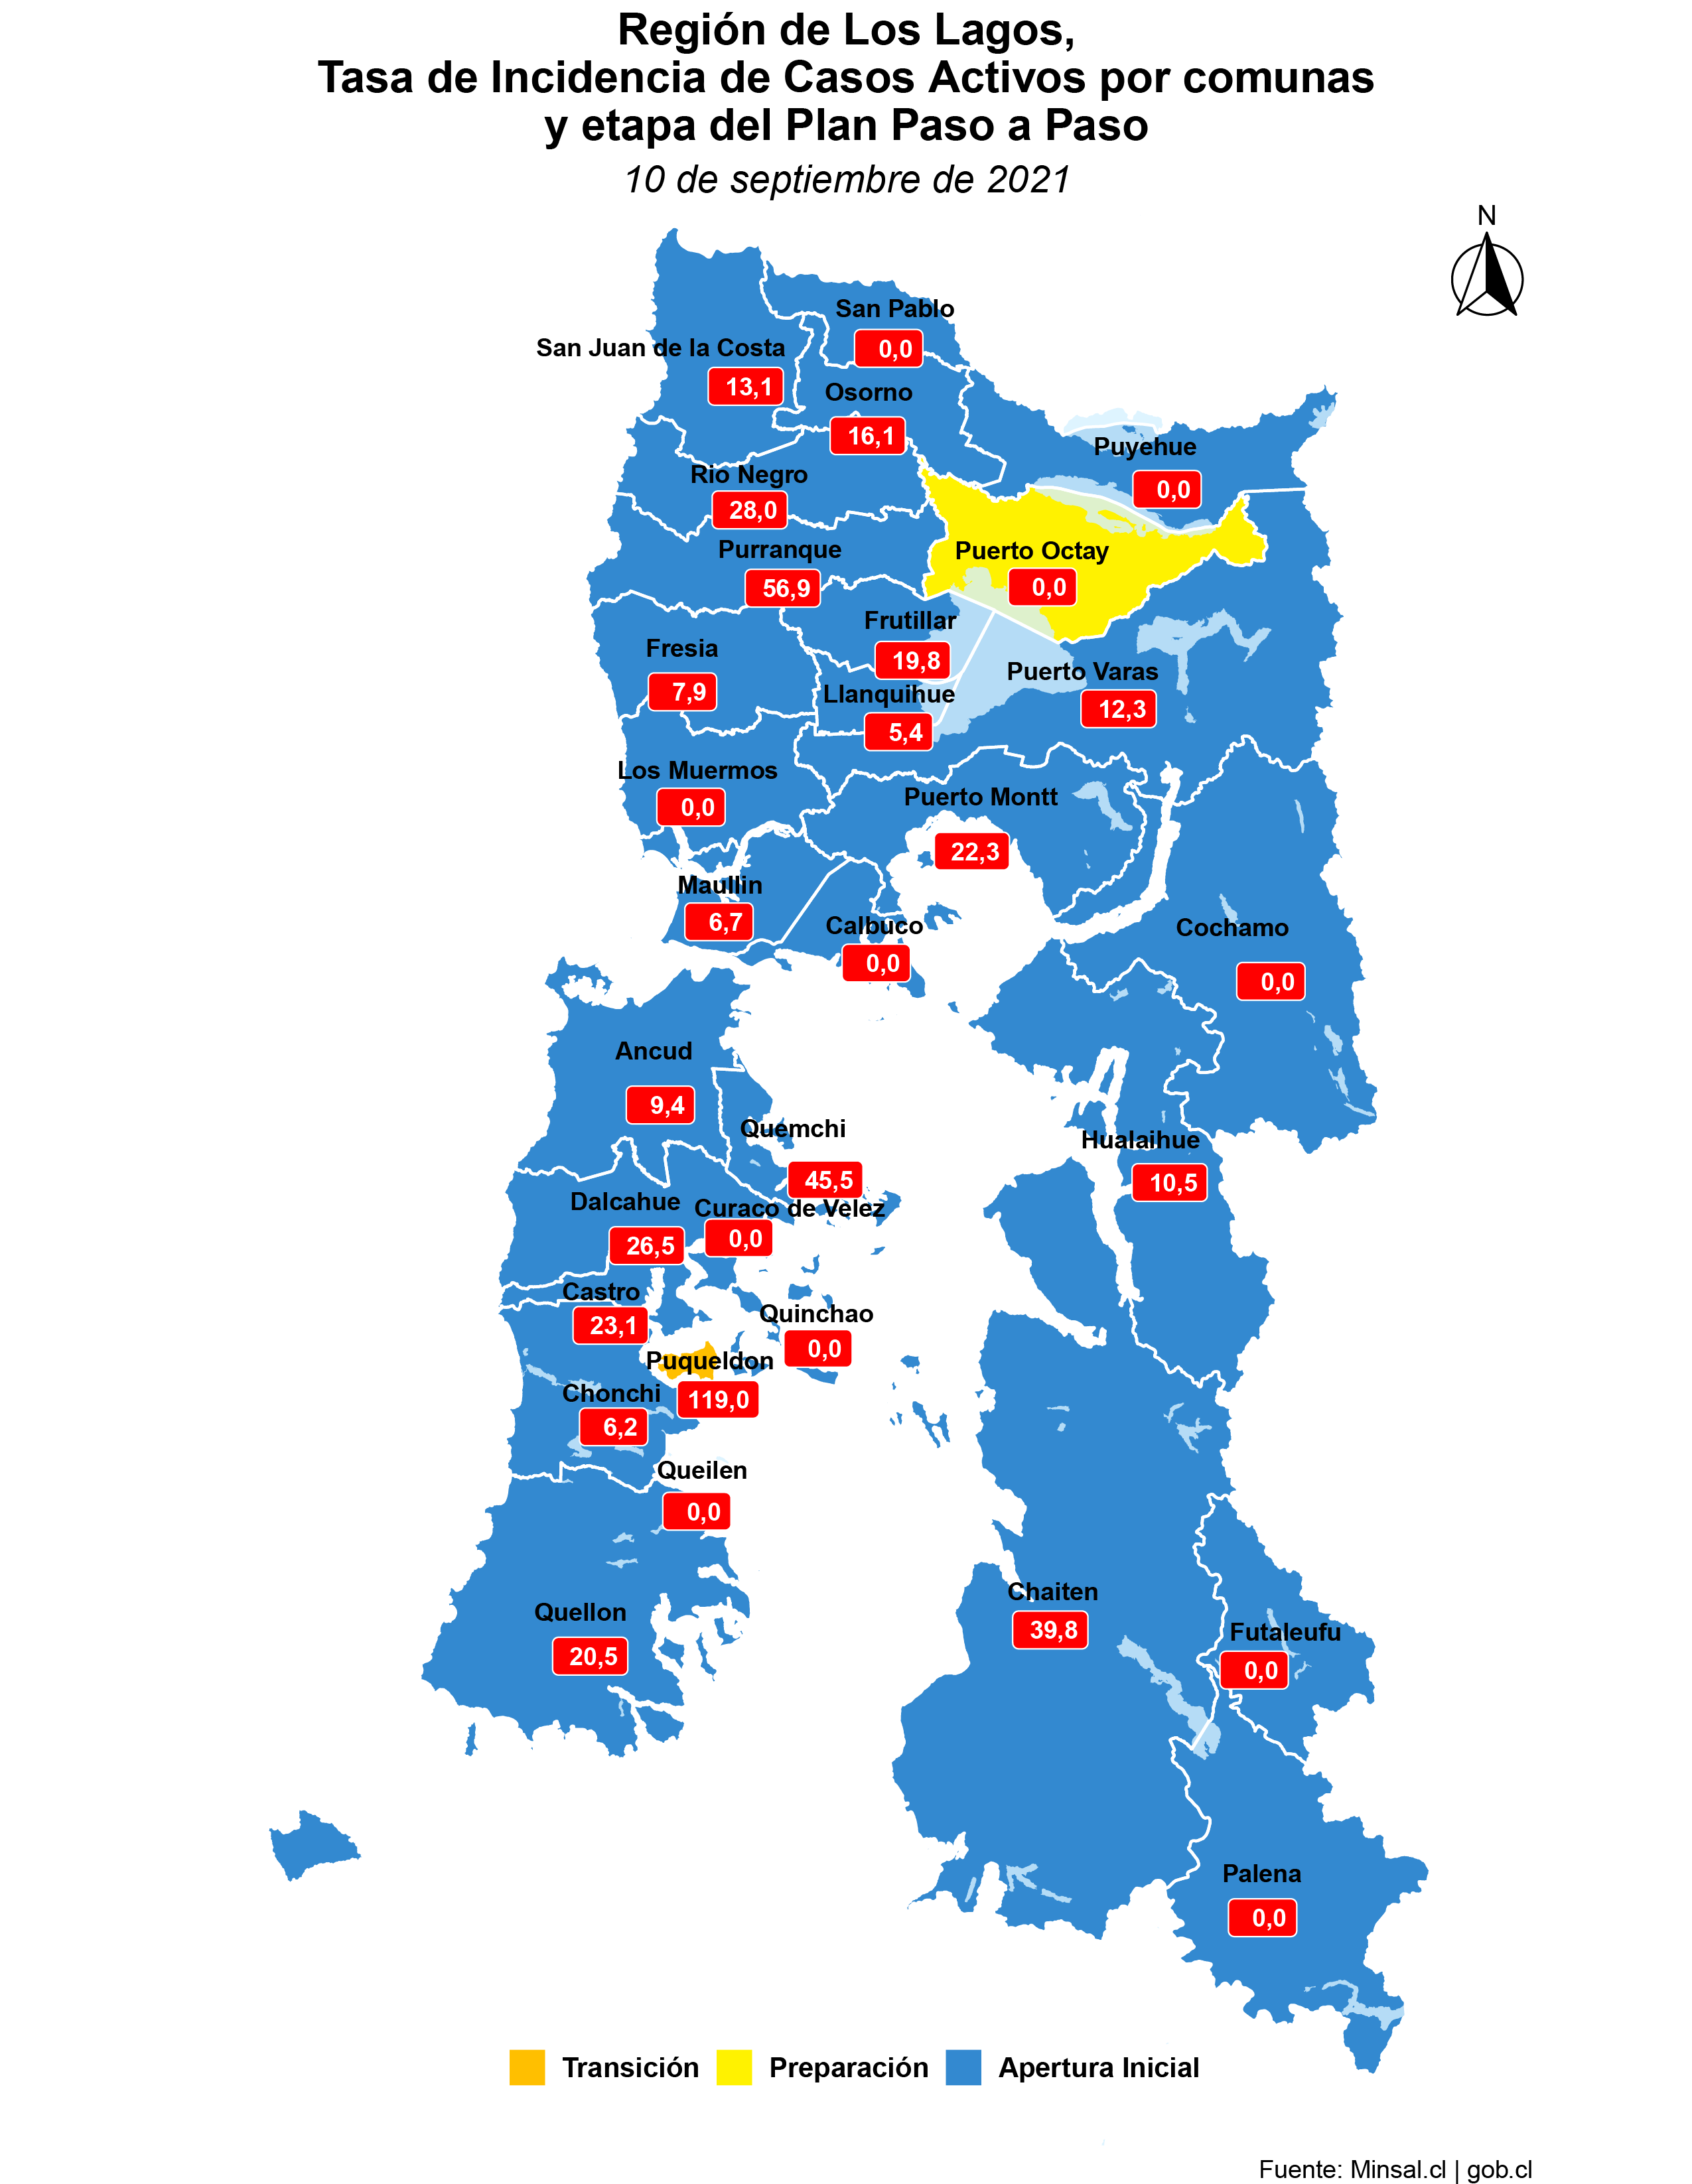 Región de Los Lagos,
Tasa de Incidencia de Casos Activos por comunas
y etapa del Plan Paso a Paso
10 de septiembre de 2021
N
San Pablo
0,0
San Juan de la Costa
13,1
Osorno
16,1
Puyehue
0,0
Rio Negro
28,0
Purranque
56,9
Puerto Octay
0,0
Frutillar
19,8
Fresia
7,9
Puerto Varas
12,3
Llanquihue
5,4
Los Muermos
0,0
Puerto Montt
22,3
Maullin
6,7
Calbuco
0,0
Cochamo
0,0
Ancud
9,4
Quemchi
45,5
Hualaihue
10,5
Dalcahue
26,5
Curaco de Velez
0,0
Castro
23,1
Quinchao
0,0
Puqueldon
119,0
Chonchi
6,2
Queilen
0,0
Chaiten
39,8
Quellon
20,5
Futaleufu
0,0
Palena
0,0
Transición
Preparación
Apertura Inicial
Fuente: Minsal.cl | gob.cl